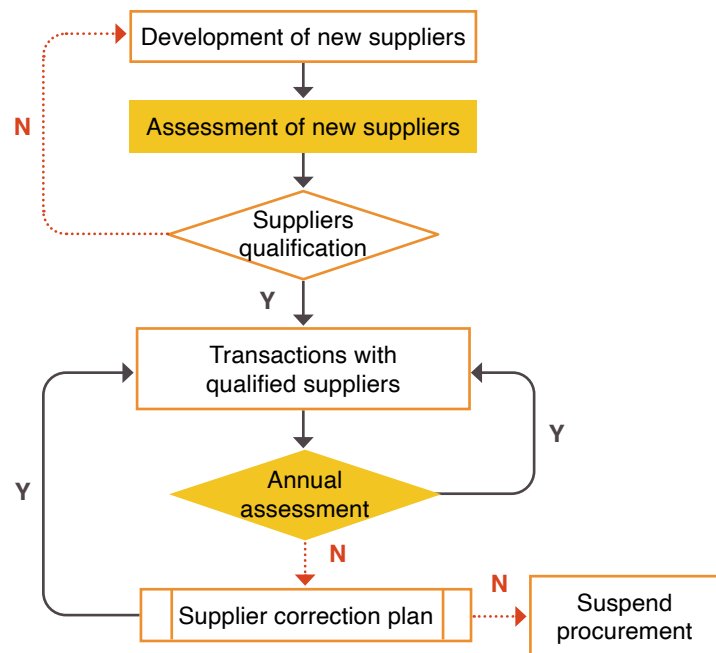 Development of new suppliers
N
Assessment of new suppliers
Suppliers
qualification
Y
Transactions with
qualified suppliers
Y
Y
Annual
assessment
N
Supplier correction plan
N
Suspend
procurement